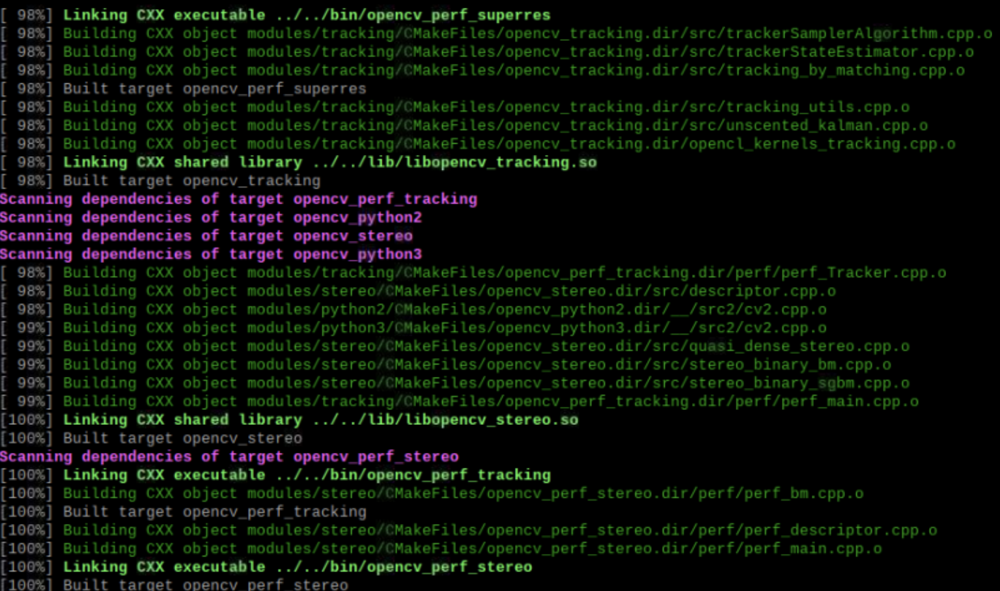 [ 98%] Linking CXX executable ../../bin/opencv_perf_superres
[ 98%] Building CXX object modules/tracking/CMakeFiles/opencv_tracking.dir/src/trackerSamplerAlgorithm.cpp.o
[ 98%] Building CXX object modules/tracking/CMakeFiles/opencv_tracking.dir/src/trackerStateEstimator.cpp.o
[ 98%] Building CXX object modules/tracking/CMakeFiles/opencv_tracking.dir/src/tracking_by_matching.cpp.o
[ 98%] Built target opencv_perf_superres
[ 98%] Building CXX object modules/tracking/CMakeFiles/opencv_tracking.dir/src/tracking_utils.cpp.o
[ 98%] Building CXX object modules/tracking/CMakeFiles/opencv_tracking.dir/src/unscented_kalman.cpp.o
[ 98%] Building CXX object modules/tracking/CMakeFiles/opencv_tracking.dir/opencl_kernels_tracking.cpp.o
[ 98%] Linking CXX shared library ../../lib/libopencv_tracking.so
[ 98%] Built target opencv_tracking
Scanning dependencies of target opencv_perf_tracking
Scanning dependencies of target opencv_python2
Scanning dependencies of target opencv_stereo
Scanning dependencies of target opencv_python3
[ 98%] Building CXX object modules/tracking/CMakeFiles/opencv_perf_tracking.dir/perf/perf_Tracker.cpp.o
[ 98%] Building CXX object modules/stereo/CMakeFiles/opencv_stereo.dir/src/descriptor.cpp.o
[ 98%] Building CXX object modules/python2/CMakeFiles/opencv_python2.dir/__/src2/cv2.cpp.o
[ 99%] Building CXX object modules/python3/CMakeFiles/opencv_python3.dir/__/src2/cv2.cpp.o
[ 99%] Building CXX object modules/stereo/CMakeFiles/opencv_stereo.dir/src/quasi_dense_stereo.cpp.o
[ 99%] Building CXX object modules/stereo/CMakeFiles/opencv_stereo.dir/src/stereo_binary_bm.cpp.o
[ 99%] Building CXX object modules/stereo/CMakeFiles/opencv_stereo.dir/src/stereo_binary_sgbm.cpp.o
[ 99%] Building CXX object modules/tracking/CMakeFiles/opencv_perf_tracking.dir/perf/perf_main.cpp.o
[100%] Linking CXX shared library ../../lib/libopencv_stereo.so
[100%] Built target opencv_stereo
Scanning dependencies of target opencv_perf_stereo
[100%] Linking CXX executable ../../bin/opencv_perf_tracking
[100%] Building CXX object modules/stereo/CMakeFiles/opencv_perf_stereo.dir/perf/perf_bm.cpp.o
[100%] Built target opencv_perf_tracking
[100%] Building CXX object modules/stereo/CMakeFiles/opencv_perf_stereo.dir/perf/perf_descriptor.cpp.o
[100%] Building CXX object modules/stereo/CMakeFiles/opencv_perf_stereo.dir/perf/perf_main.cpp.o
[100%] Linking CXX executable ../../bin/opencv_perf_stereo
[100%] Built target opencv_perf_stereo